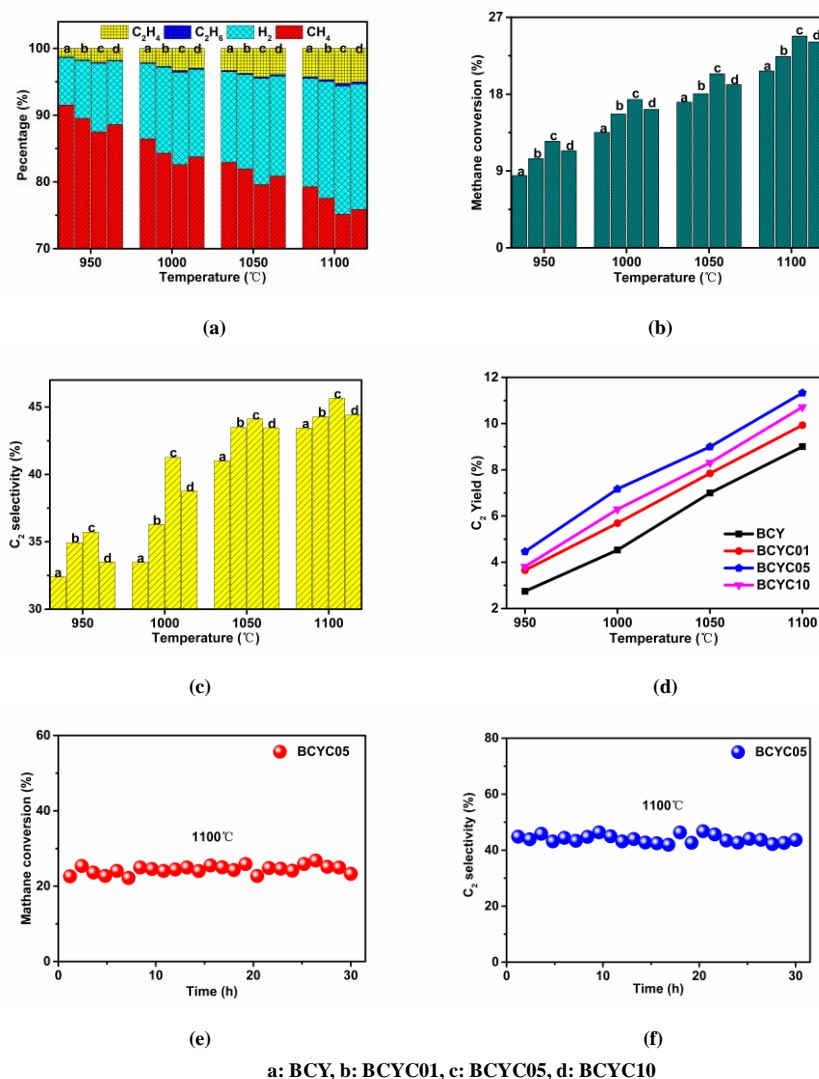 C₂H₄ C₂H₆ H₂ CH₄
a b c d a b c d a b c d a b c d
100
90
80
70
Pecentage (%)
950 1000 1050 1100
Temperature (℃)
(a)
27
18
9
0
Methane conversion (%)
a b c d a b c d a b c d a b c d
950 1000 1050 1100
Temperature (℃)
(b)
45
40
35
30
C₂ selectivity (%)
a b c d a b c d a b c d a b c d
950 1000 1050 1100
Temperature (℃)
(c)
12
10
8
6
4
2
C₂ Yield (%)
BCY
BCYC01
BCYC05
BCYC10
950 1000 1050 1100
Temperature (℃)
(d)
60
40
20
0
Mathane conversion (%)
BCYC05
1100℃
0 10 20 30
Time (h)
(e)
80
60
40
20
0
C₂ selectivity (%)
BCYC05
1100℃
0 10 20 30
Time (h)
(f)
a: BCY, b: BCYC01, c: BCYC05, d: BCYC10